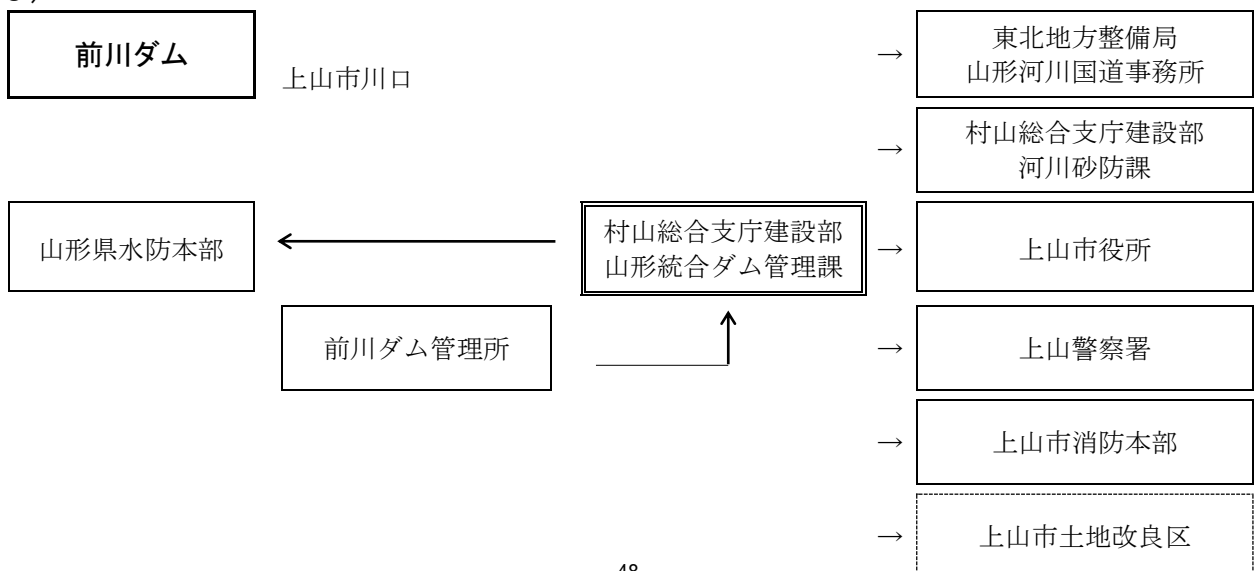 前川ダム
上山市川口
→
東北地方整備局
山形河川国道事務所
→
村山総合支庁建設部
河川砂防課
山形県水防本部
村山総合支庁建設部
山形統合ダム管理課
→
上山市役所
前川ダム管理所
→
上山警察署
→
上山市消防本部
→
上山市土地改良区